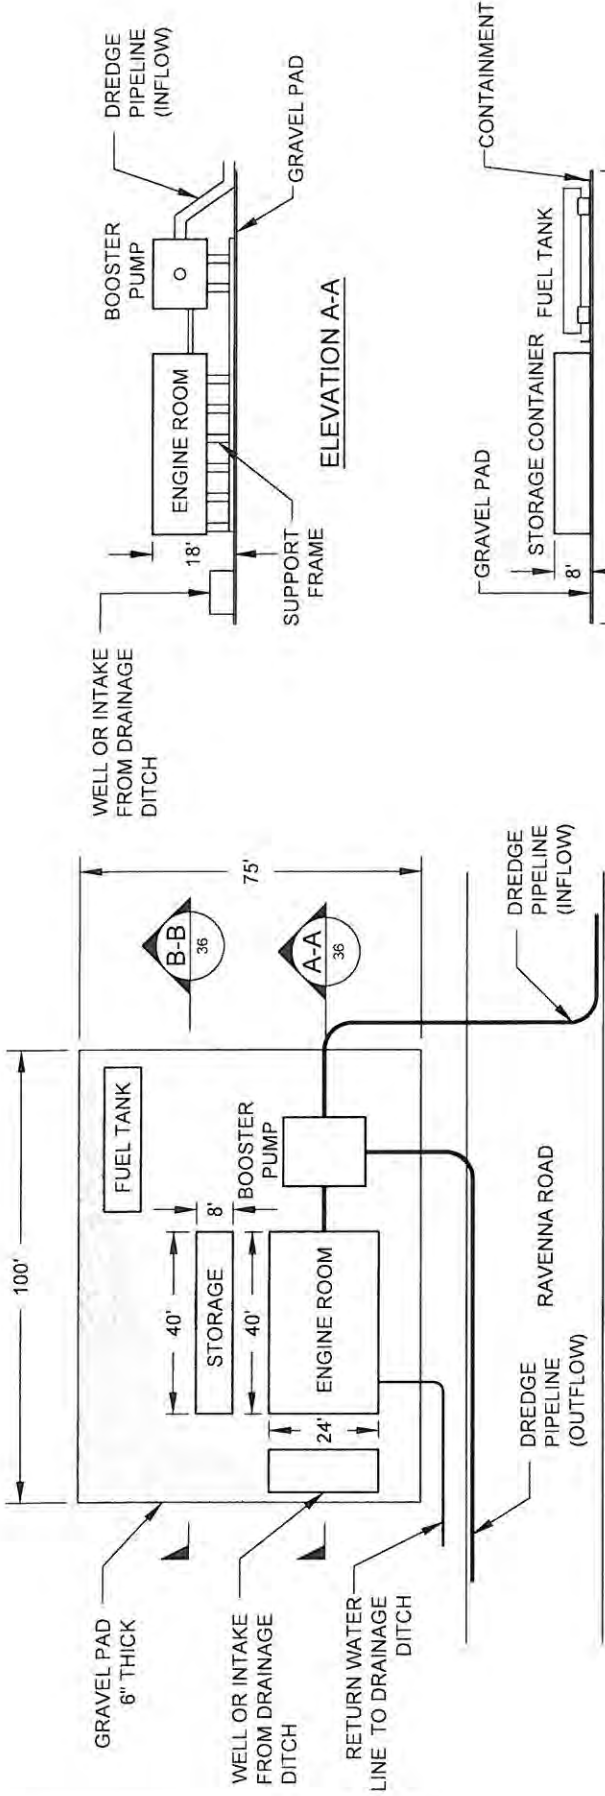 100'
GRAVEL PAD
6" THICK
FUEL TANK
40'
STORAGE
8'
40'
BOOSTER
PUMP
ENGINE ROOM
24'
75'
B-B
36
A-A
36
WELL OR INTAKE
FROM DRAINAGE
DITCH
RETURN WATER
LINE TO DRAINAGE
DITCH
DREDGE
PIPELINE
(OUTFLOW)
RAVENNA ROAD
DREDGE
PIPELINE
(INFLOW)
WELL OR INTAKE
FROM DRAINAGE
DITCH
18'
ENGINE ROOM
BOOSTER
PUMP
DREDGE
PIPELINE
(INFLOW)
SUPPORT
FRAME
GRAVEL PAD
ELEVATION A-A
GRAVEL PAD
8'
STORAGE CONTAINER
FUEL TANK
CONTAINMENT